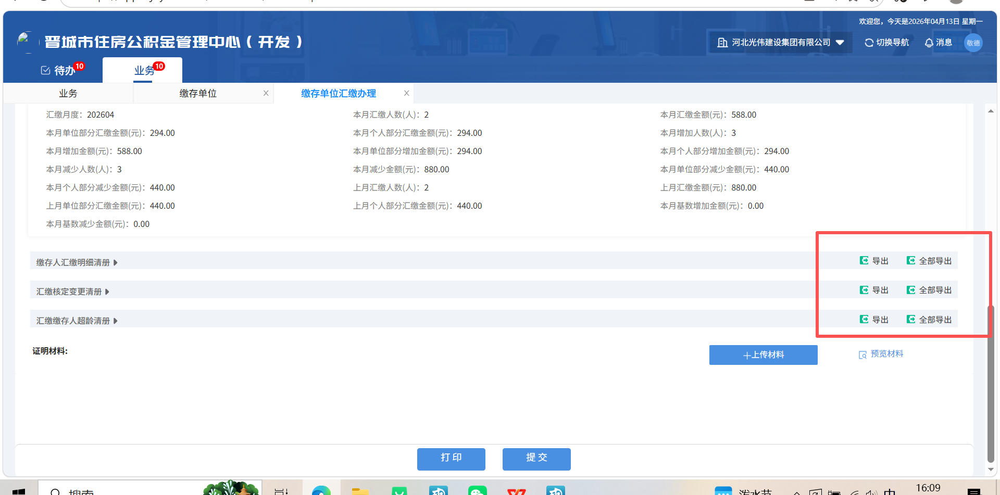 欢迎您，今天是2026年04月13日 星期一
晋城市住房公积金管理中心（开发）
河北光伟建设集团有限公司 切换导航 消息 敬德
待办 10 业务 10
业务 缴存单位 缴存单位汇缴办理
汇缴月度：202604 本月汇缴人数(人)：2 本月汇缴金额(元)：588.00
本月单位部分汇缴金额(元)：294.00 本月个人部分汇缴金额(元)：294.00 本月增加人数(人)：3
本月增加金额(元)：588.00 本月单位部分增加金额(元)：294.00 本月个人部分增加金额(元)：294.00
本月减少人数(人)：3 本月减少金额(元)：880.00 本月单位部分减少金额(元)：440.00
本月个人部分减少金额(元)：440.00 上月汇缴人数(人)：2 上月汇缴金额(元)：880.00
上月单位部分汇缴金额(元)：440.00 上月个人部分汇缴金额(元)：440.00 本月基数增加金额(元)：0.00
本月基数减少金额(元)：0.00
缴存人汇缴明细清册 导出 全部导出
汇缴核定变更清册 导出 全部导出
汇缴缴存人超龄清册 导出 全部导出
证明材料: 上传材料 预览材料
打印 提交
搜索 泼水节 中 16:09